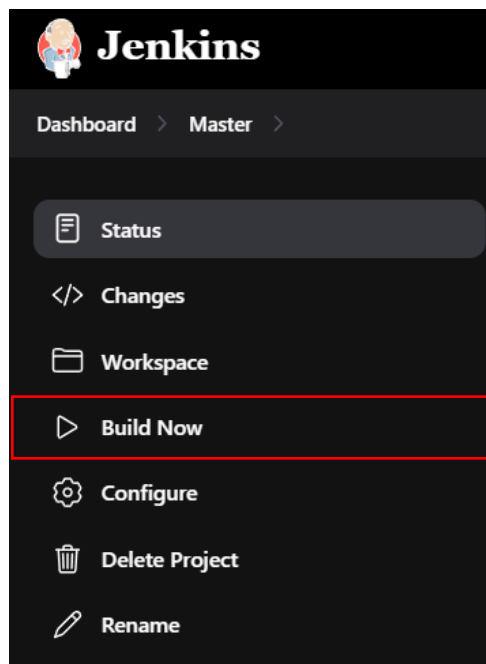 Jenkins
Dashboard > Master >
Status
</> Changes
Workspace
Build Now
Configure
Delete Project
Rename